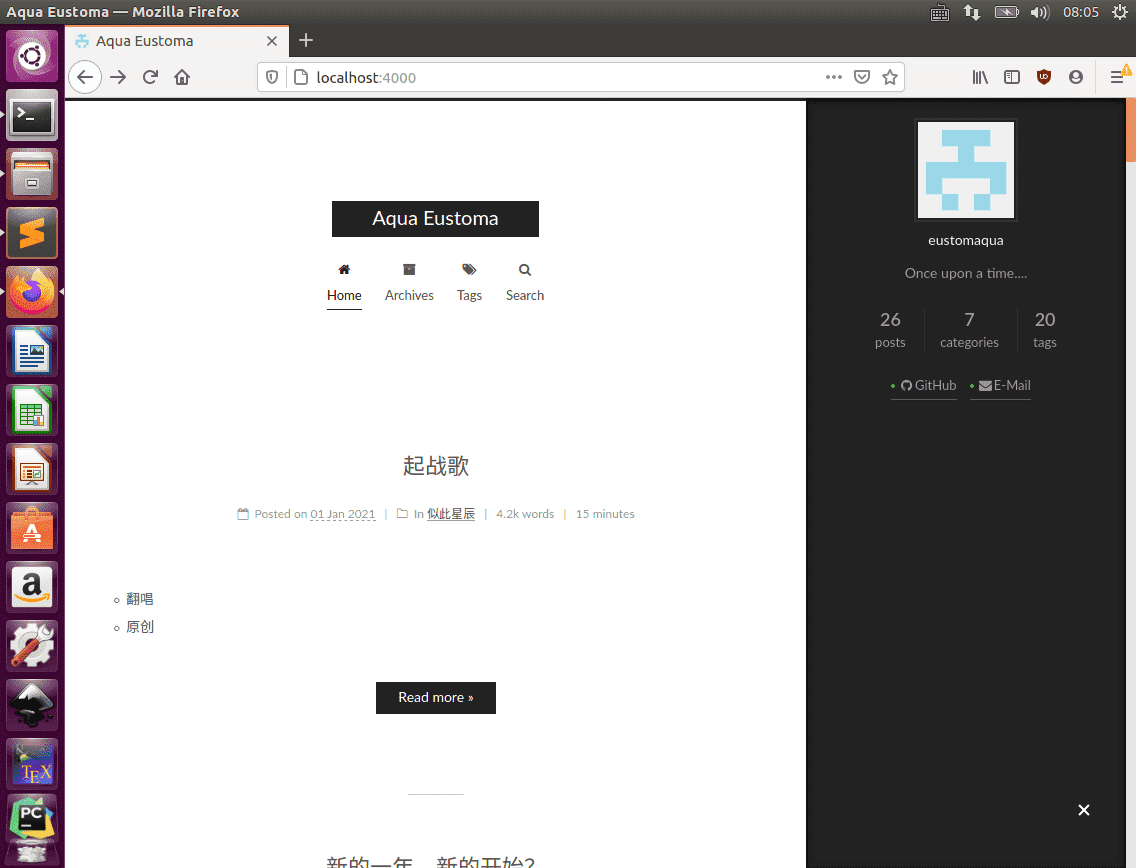 Aqua Eustoma — Mozilla Firefox
08:05
Aqua Eustoma
localhost:4000
Aqua Eustoma
Home Archives Tags Search
起战歌
Posted on 01 Jan 2021 | In 似此星辰 | 4.2k words | 15 minutes
翻唱
原创
Read more »
新的一年，新的开始?
eustomaqua
Once upon a time....
26 7 20
posts categories tags
GitHub E-Mail
>_
A
a
TEX
PC